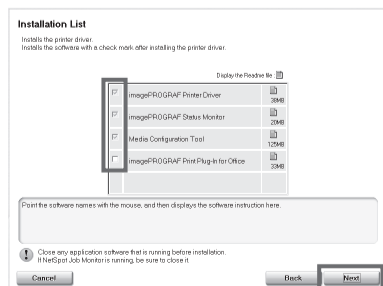 Installation List
Installs the printer driver.
Installs the software with a check mark after installing the printer driver.
Display the Readme file :
imagePROGRAF Printer Driver
38MB
imagePROGRAF Status Monitor
20MB
Media Configuration Tool
125MB
imagePROGRAF Print Plug-In for Office
33MB
Point the software names with the mouse, and then displays the software instruction here.
Close any application software that is running before installation.
If NetSpot Job Monitor is running, be sure to close it.
Cancel
Back
Next